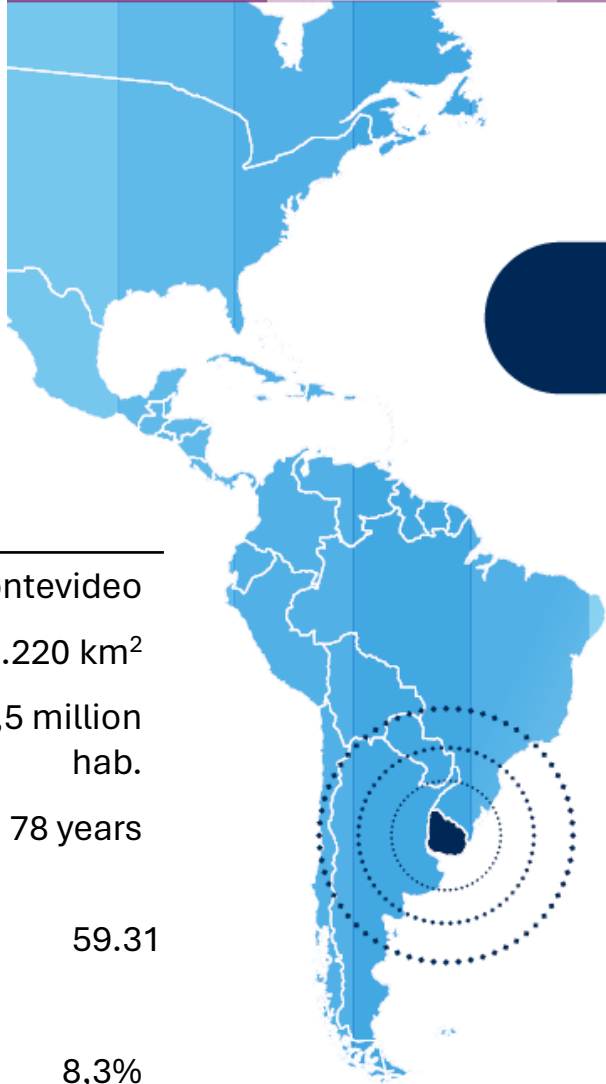 ontevideo
.220 km²
,5 million
hab.
78 years
59.31
8,3%